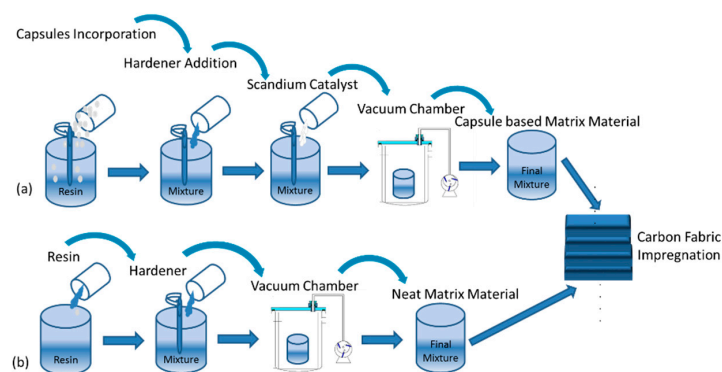 Capsules Incorporation
Hardener Addition
Scandium Catalyst
Vacuum Chamber
Capsule based Matrix Material
(a)
Resin
Mixture
Mixture
Final
Mixture
Carbon Fabric
Impregnation
Resin
Hardener
Vacuum Chamber
Neat Matrix Material
(b)
Resin
Mixture
Final
Mixture